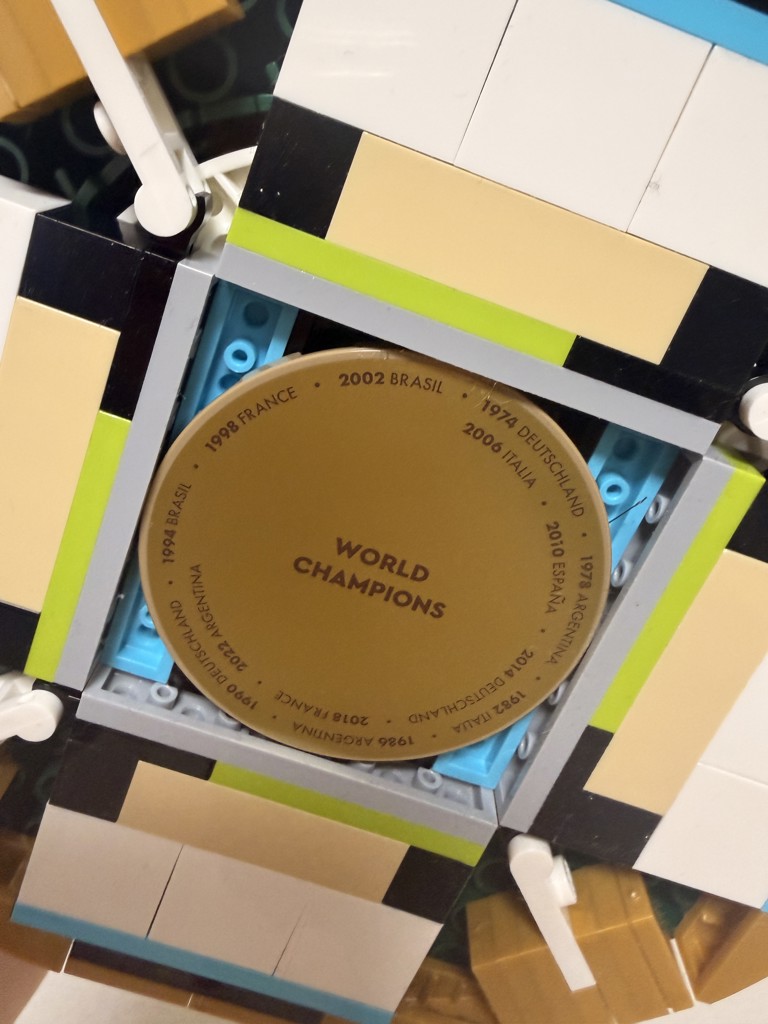 WORLD
CHAMPIONS
1974 DEUTSCHLAND • 1978 ARGENTINA • 1982 ITALIA • 1986 ARGENTINA • 1990 DEUTSCHLAND • 1994 BRASIL • 1998 FRANCE • 2002 BRASIL •
2006 ITALIA • 2010 ESPAÑA • 2014 DEUTSCHLAND • 2018 FRANCE • 2022 ARGENTINA